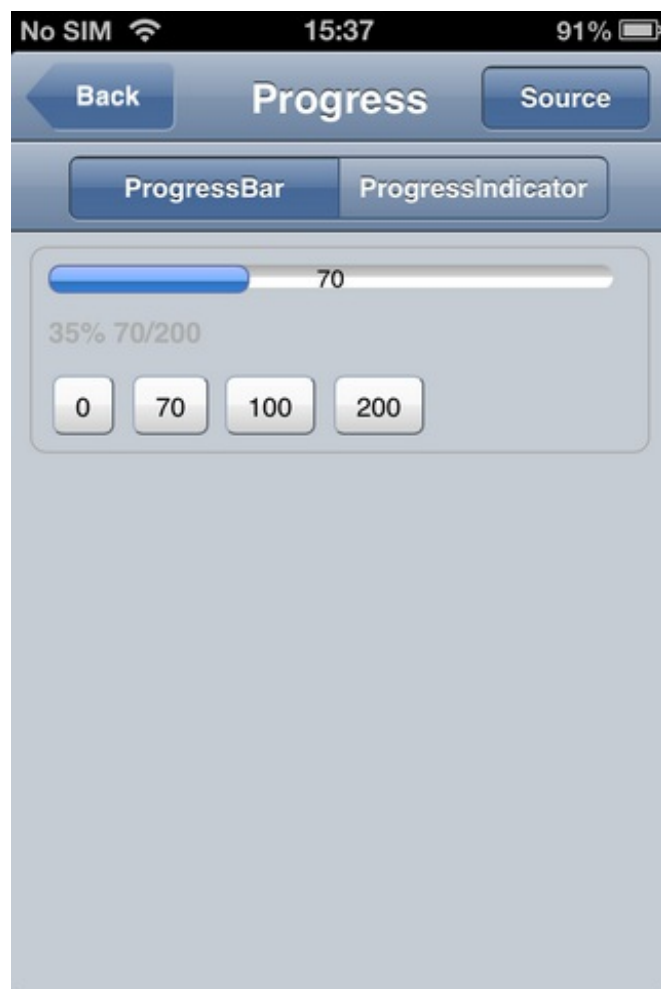 No SIM 15:37 91%
Back Progress Source
ProgressBar ProgressIndicator
70
35% 70/200
0 70 100 200